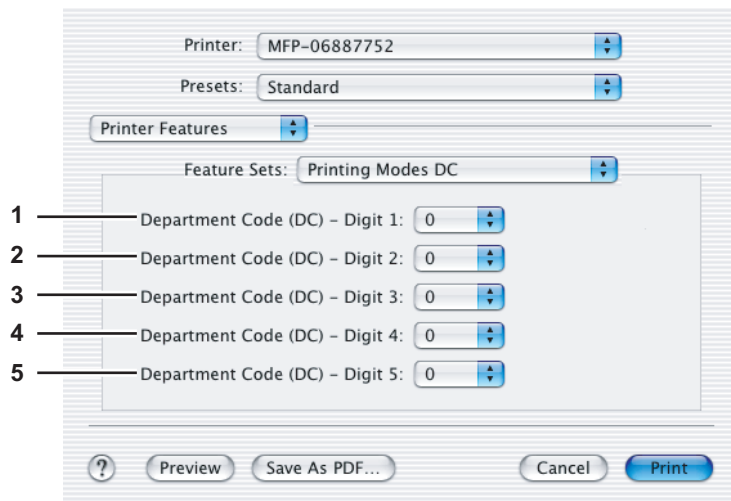 Printer: MFP-06887752
Presets: Standard
Printer Features
Feature Sets: Printing Modes DC
1 Department Code (DC) – Digit 1: 0
2 Department Code (DC) – Digit 2: 0
3 Department Code (DC) – Digit 3: 0
4 Department Code (DC) – Digit 4: 0
5 Department Code (DC) – Digit 5: 0
? Preview Save As PDF... Cancel Print